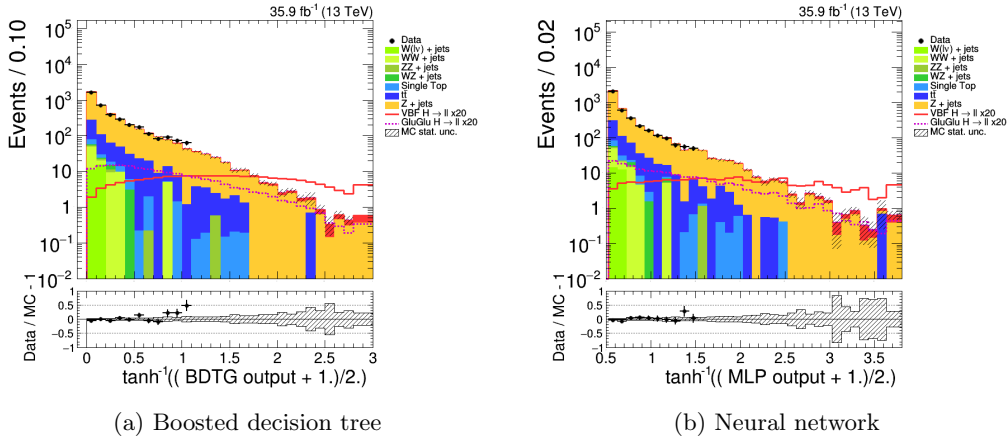 35.9 fb⁻¹ (13 TeV)
Events / 0.10
10⁵
10⁴
10³
10²
10
1
10⁻¹
10⁻²
Data
W(lν) + jets
WW + jets
ZZ + jets
WZ + jets
Single Top
tt̄
Z + jets
VBF H → ll x20
GluGlu H → ll x20
MC stat. unc.
Data / MC -1
1
0.5
0
−0.5
−1
0 0.5 1 1.5 2 2.5 3
tanh⁻¹(( BDTG output + 1.)/2.)
(a) Boosted decision tree
35.9 fb⁻¹ (13 TeV)
Events / 0.02
10⁵
10⁴
10³
10²
10
1
10⁻¹
10⁻²
Data
W(lν) + jets
WW + jets
ZZ + jets
WZ + jets
Single Top
tt̄
Z + jets
VBF H → ll x20
GluGlu H → ll x20
MC stat. unc.
Data / MC -1
1
0.5
0
−0.5
−1
0.5 1 1.5 2 2.5 3 3.5
tanh⁻¹(( MLP output + 1.)/2.)
(b) Neural network